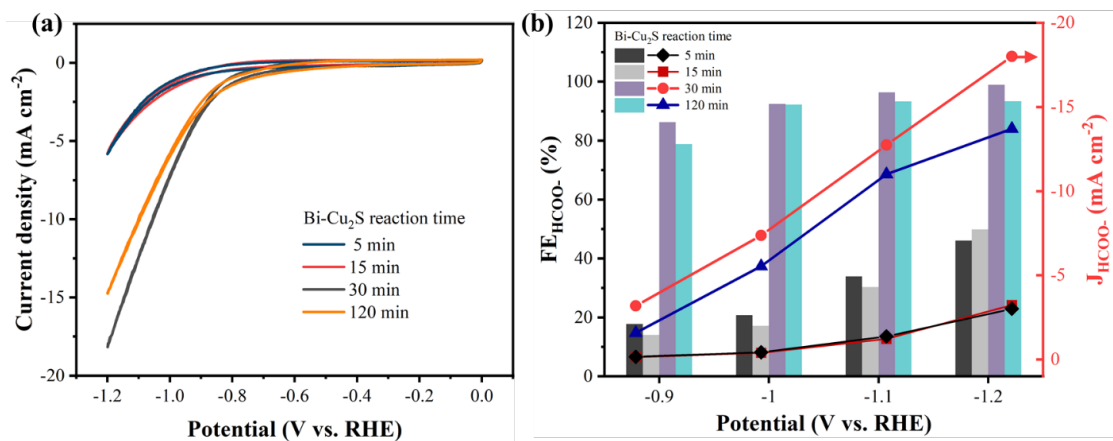 (a)
Current density (mA cm-2)
0
-5
-10
-15
-20
Bi-Cu2S reaction time
5 min
15 min
30 min
120 min
-1.2 -1.0 -0.8 -0.6 -0.4 -0.2 0.0
Potential (V vs. RHE)
(b)
FEHCOO- (%)
120
100
80
60
40
20
0
Bi-Cu2S reaction time
5 min
15 min
30 min
120 min
-0.9 -1 -1.1 -1.2
Potential (V vs. RHE)
-20
-15
-10
-5
0
JHCOO- (mA cm-2)